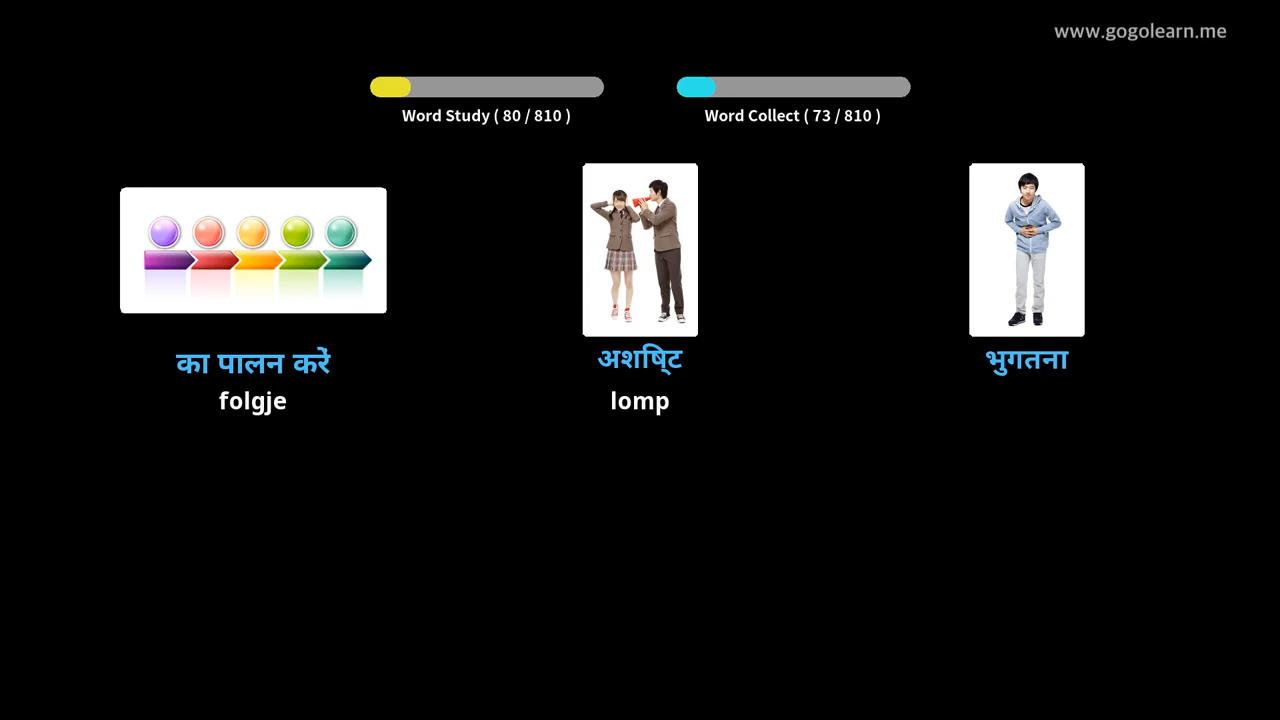 www.gogolearn.me
Word Study ( 80 / 810 )
Word Collect ( 73 / 810 )
का पालन करें
folgje
अशिष्ट
lomp
भुगतना